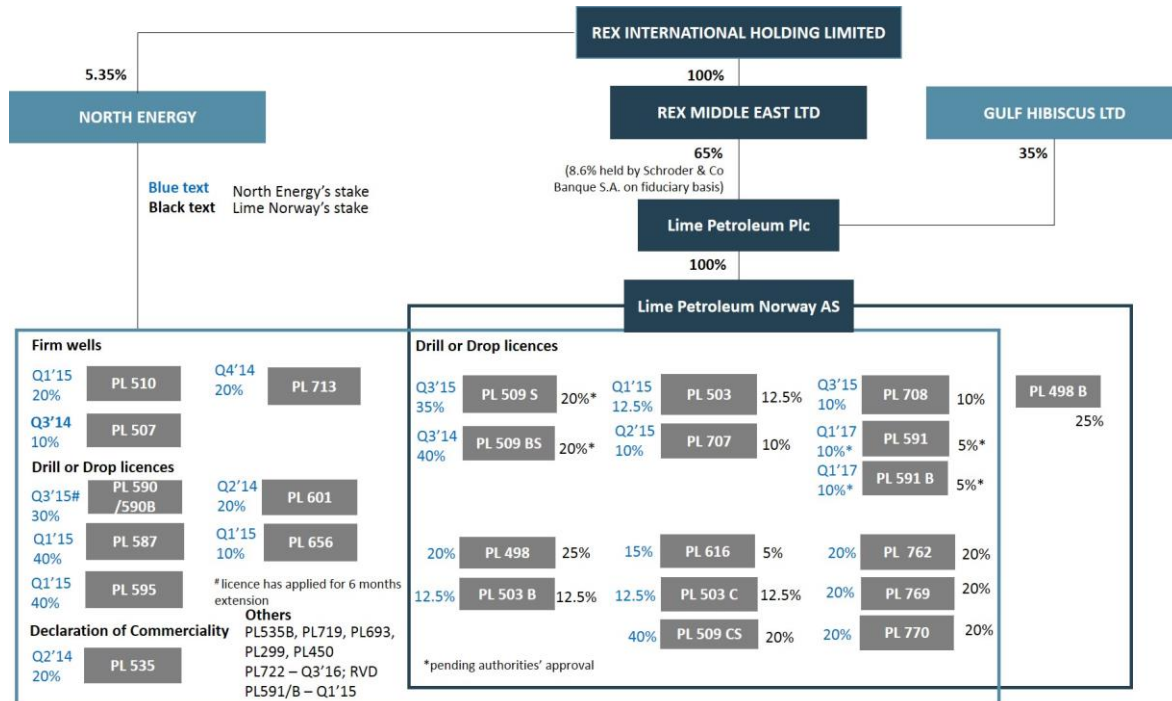 REX INTERNATIONAL HOLDING LIMITED
5.35%
100%
NORTH ENERGY
REX MIDDLE EAST LTD
GULF HIBISCUS LTD
65%
(8.6% held by Schroder & Co
Banque S.A. on fiduciary basis)
35%
Blue text North Energy's stake
Black text Lime Norway's stake
Lime Petroleum Plc
100%
Lime Petroleum Norway AS
Firm wells
Q1'15
20%
PL 510
Q4'14
20%
PL 713
Q3'14
10%
PL 507
Drill or Drop licences
Q3'15#
30%
PL 590
/590B
Q2'14
20%
PL 601
Q1'15
40%
PL 587
Q1'15
10%
PL 656
Q1'15
40%
PL 595
#licence has applied for 6 months
extension
Declaration of Commerciality
Q2'14
20%
PL 535
Others
PL535B, PL719, PL693,
PL299, PL450
PL722 – Q3'16; RVD
PL591/B – Q1'15
Drill or Drop licences
Q3'15
35%
PL 509 S
20%*
Q1'15
12.5%
PL 503
12.5%
Q3'15
10%
PL 708
10%
PL 498 B
25%
Q3'14
40%
PL 509 BS
20%*
Q2'15
10%
PL 707
10%
Q1'17
10%*
PL 591
5%*
Q1'17
10%*
PL 591 B
5%*
20% PL 498 25%
15% PL 616 5%
20% PL 762 20%
12.5% PL 503 B 12.5%
12.5% PL 503 C 12.5%
20% PL 769 20%
40% PL 509 CS 20%
20% PL 770 20%
*pending authorities' approval